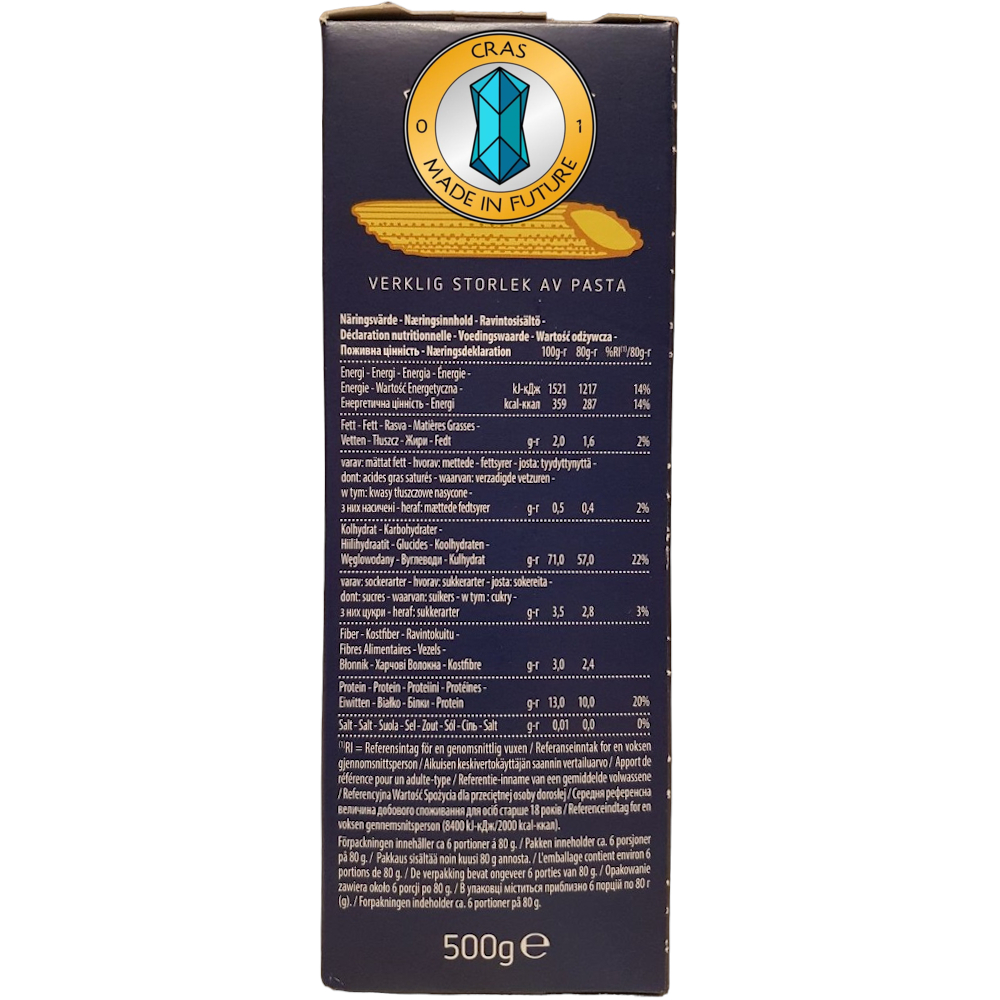 CRAS
0 1
MADE IN FUTURE
VERKLIG STORLEK AV PASTA
Näringsvärde - Næringsinnhold - Ravintosisältö -
Déclaration nutritionnelle - Voedingswaarde - Wartość odżywcza -
Поживна цінність - Næringsdeklaration 100g-г 80g-г %RI⁽¹⁾/80g-г
Energi - Energi - Energia - Énergie -
Energie - Wartość Energetyczna - kJ-кДж 1521 1217 14%
Енергетична цінність - Energi kcal-ккал 359 287 14%
Fett - Fett - Rasva - Matières Grasses -
Vetten - Tłuszcz - Жири - Fedt g-г 2,0 1,6 2%
varav: mättat fett - hvorav: mettede - fettsyrer - josta: tyydyttynyttä -
dont: acides gras saturés - waarvan: verzadigde vetzuren -
w tym: kwasy tłuszczowe nasycone -
з них насичені - heraf: mættede fedtsyrer g-г 0,5 0,4 2%
Kolhydrat - Karbohydrater -
Hiilihydraatit - Glucides - Koolhydraten -
Węglowodany - Вуглеводи - Kulhydrat g-г 71,0 57,0 22%
varav: sockerarter - hvorav: sukkerarter - josta: sokereita -
dont: sucres - waarvan: suikers - w tym : cukry -
з них цукри - heraf: sukkerarter g-г 3,5 2,8 3%
Fiber - Kostfiber - Ravintokuitu -
Fibres Alimentaires - Vezels -
Błonnik - Харчові Волокна - Kostfibre g-г 3,0 2,4
Protein - Protein - Proteiini - Protéines -
Eiwitten - Białko - Білки - Protein g-г 13,0 10,0 20%
Salt - Salt - Suola - Sel - Zout - Sól - Сіль - Salt g-г 0,01 0,0 0%
⁽¹⁾RI = Referensintag för en genomsnittlig vuxen / Referanseinntak for en voksen
gjennomsnittsperson / Aikuisen keskivertokäyttäjän saannin vertailuarvo / Apport de
référence pour un adulte-type / Referentie-inname van een gemiddelde volwassene
/ Referencyjna Wartość Spożycia dla przeciętnej osoby dorosłej / Середня референсна
величина добового споживання для осіб старше 18 років / Referenceindtag for en
voksen gennemsnitsperson (8400 kJ-кДж/2000 kcal-ккал).
Förpackningen innehåller ca 6 portioner à 80 g. / Pakken inneholder ca. 6 porsjoner
på 80 g. / Pakkaus sisältää noin kuusi 80 g annosta. / L'emballage contient environ 6
portions de 80 g. / De verpakking bevat ongeveer 6 porties van 80 g. / Opakowanie
zawiera około 6 porcji po 80 g. / В упаковці міститься приблизно 6 порцій по 80 г
(g). / Forpakningen indeholder ca. 6 portioner på 80 g.
500g ℮